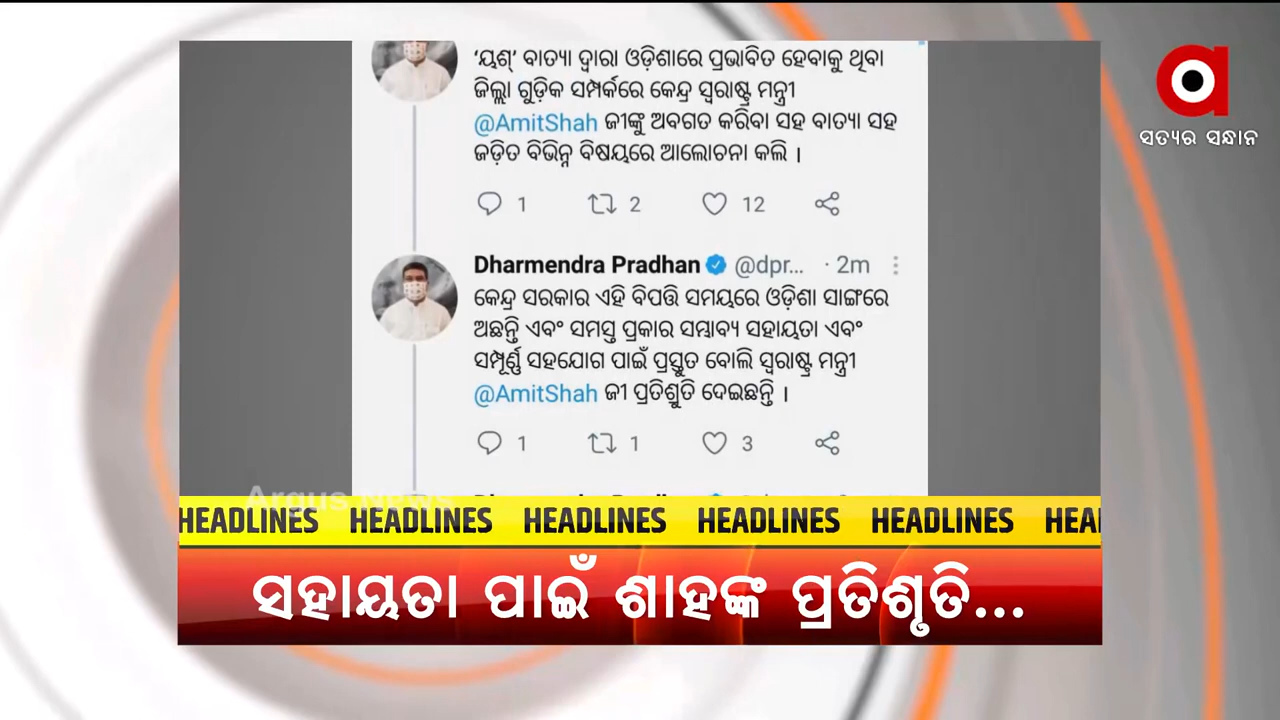 ‘ୟଶ୍’ ବାତ୍ୟା ଦ୍ୱାରା ଓଡ଼ିଶାରେ ପ୍ରଭାବିତ ହେବାକୁ ଥିବା
ଜିଲ୍ଲା ଗୁଡ଼ିକ ସମ୍ପର୍କରେ କେନ୍ଦ୍ର ସ୍ୱରାଷ୍ଟ୍ର ମନ୍ତ୍ରୀ
@AmitShah ଜୀଙ୍କୁ ଅବଗତ କରିବା ସହ ବାତ୍ୟା ସହ
ଜଡ଼ିତ ବିଭିନ୍ନ ବିଷୟରେ ଆଲୋଚନା କଲି ।
1 2 12
Dharmendra Pradhan @dpr... · 2m
କେନ୍ଦ୍ର ସରକାର ଏହି ବିପତ୍ତି ସମୟରେ ଓଡ଼ିଶା ସାଙ୍ଗରେ
ଅଛନ୍ତି ଏବଂ ସମସ୍ତ ପ୍ରକାର ସମ୍ଭାବ୍ୟ ସହାୟତା ଏବଂ
ସମ୍ପୂର୍ଣ୍ଣ ସହଯୋଗ ପାଇଁ ପ୍ରସ୍ତୁତ ବୋଲି ସ୍ୱରାଷ୍ଟ୍ର ମନ୍ତ୍ରୀ
@AmitShah ଜୀ ପ୍ରତିଶ୍ରୁତି ଦେଇଛନ୍ତି ।
1 1 3
Argus News
HEADLINES HEADLINES HEADLINES HEADLINES HEADLINES HEA
ସହାୟତା ପାଇଁ ଶାହଙ୍କ ପ୍ରତିଶୃତି...
a
ସତ୍ୟର ସନ୍ଧାନ